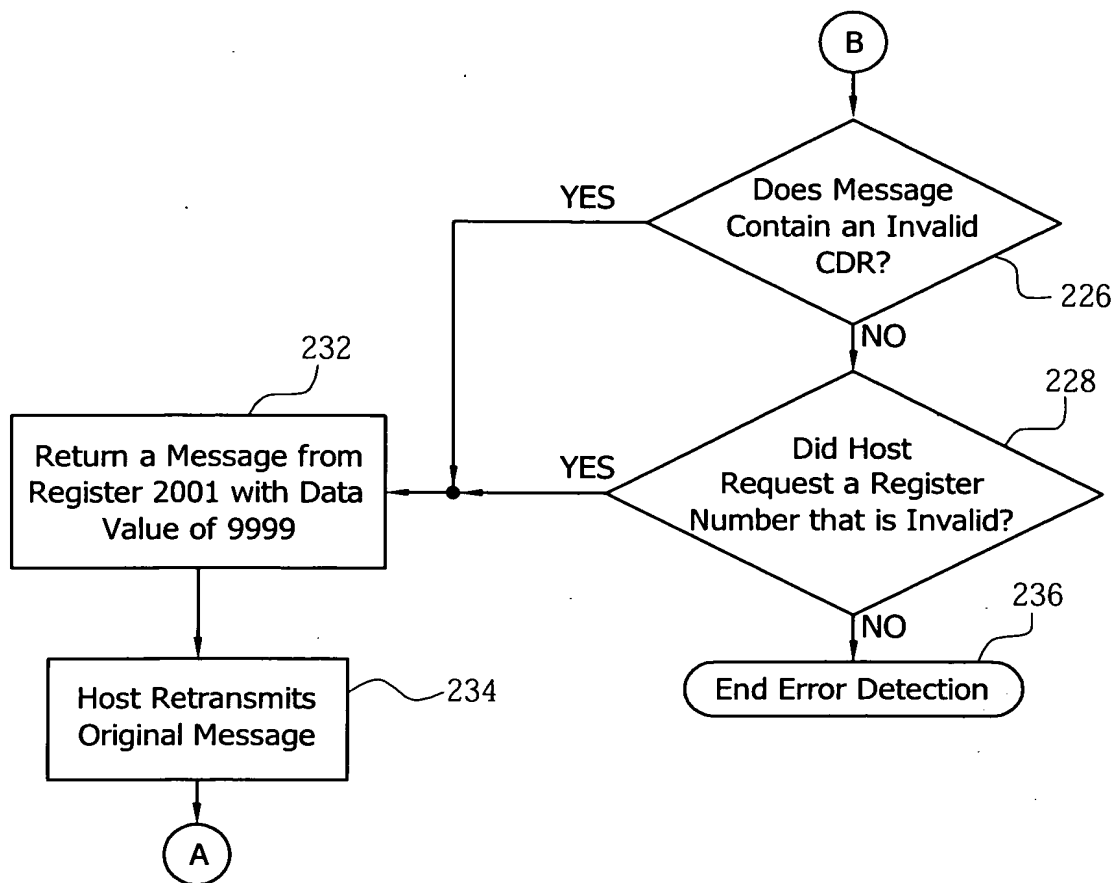 B
Does Message
Contain an Invalid
CDR?
YES
226
NO
232
228
Return a Message from
Register 2001 with Data
Value of 9999
YES
Did Host
Request a Register
Number that is Invalid?
236
NO
End Error Detection
Host Retransmits
Original Message
234
A